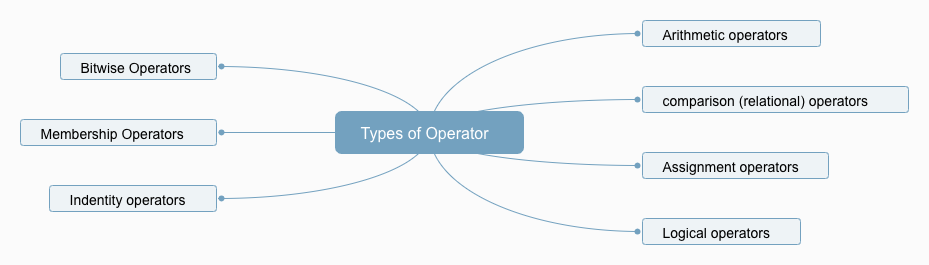 Types of Operator
Arithmetic operators
comparison (relational) operators
Assignment operators
Logical operators
Bitwise Operators
Membership Operators
Indentity operators